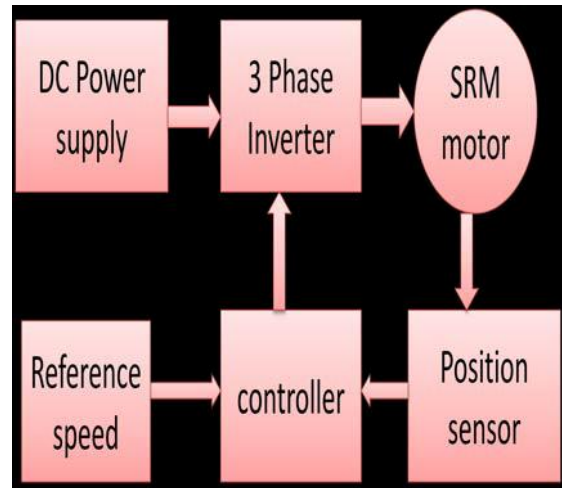 DC Power
supply
3 Phase
Inverter
SRM
motor
Reference
speed
controller
Position
sensor